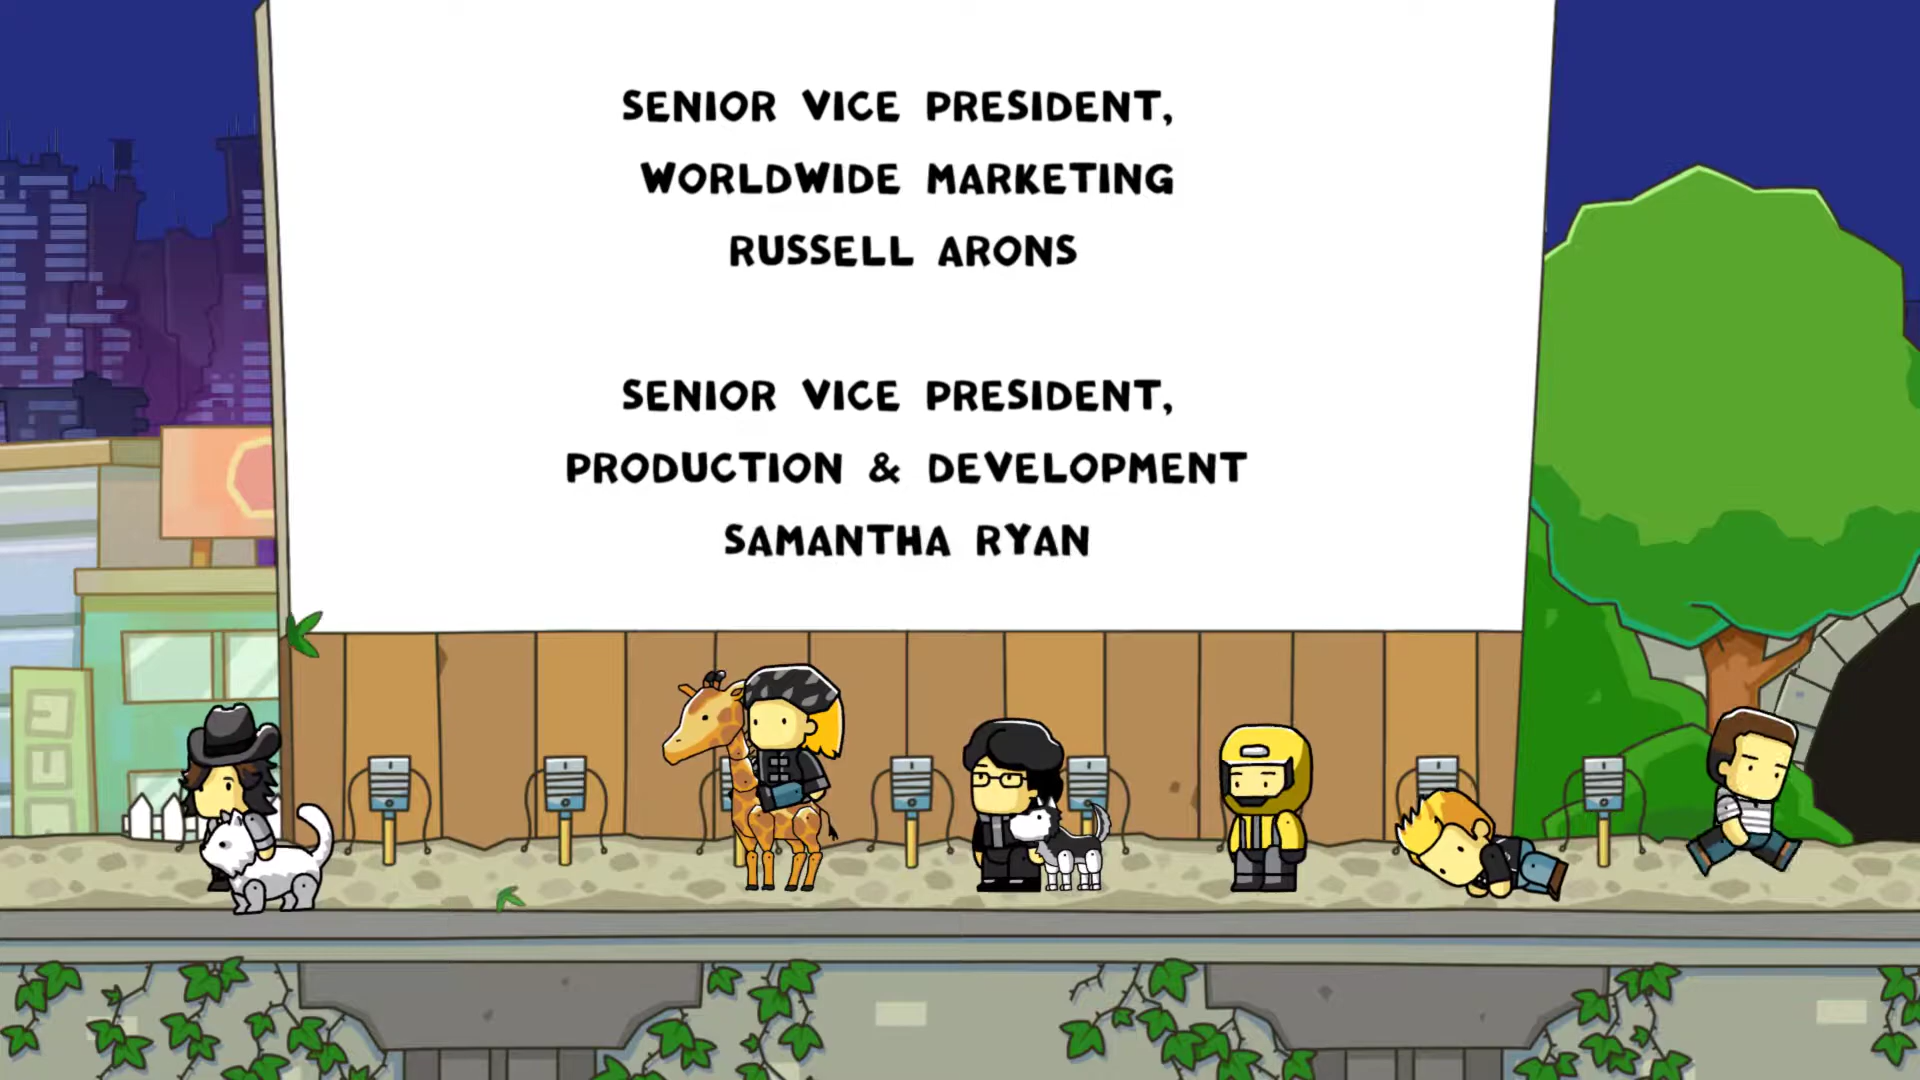 SENIOR VICE PRESIDENT,
WORLDWIDE MARKETING
RUSSELL ARONS
SENIOR VICE PRESIDENT,
PRODUCTION & DEVELOPMENT
SAMANTHA RYAN